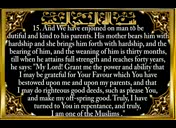 15. And We have enjoined on man to be
dutiful and kind to his parents. His mother bears him with
hardship and she brings him forth with hardship, and the
bearing of him, and the weaning of him is thirty months,
till when he attains full strength and reaches forty years,
he says: "My Lord! Grant me the power and ability that
I may be grateful for Your Favour which You have
bestowed upon me and upon my parents, and that
I may do righteous good deeds, such as please You,
and make my off-spring good. Truly, I have
turned to You in repentance, and truly,
I am one of the Muslims .